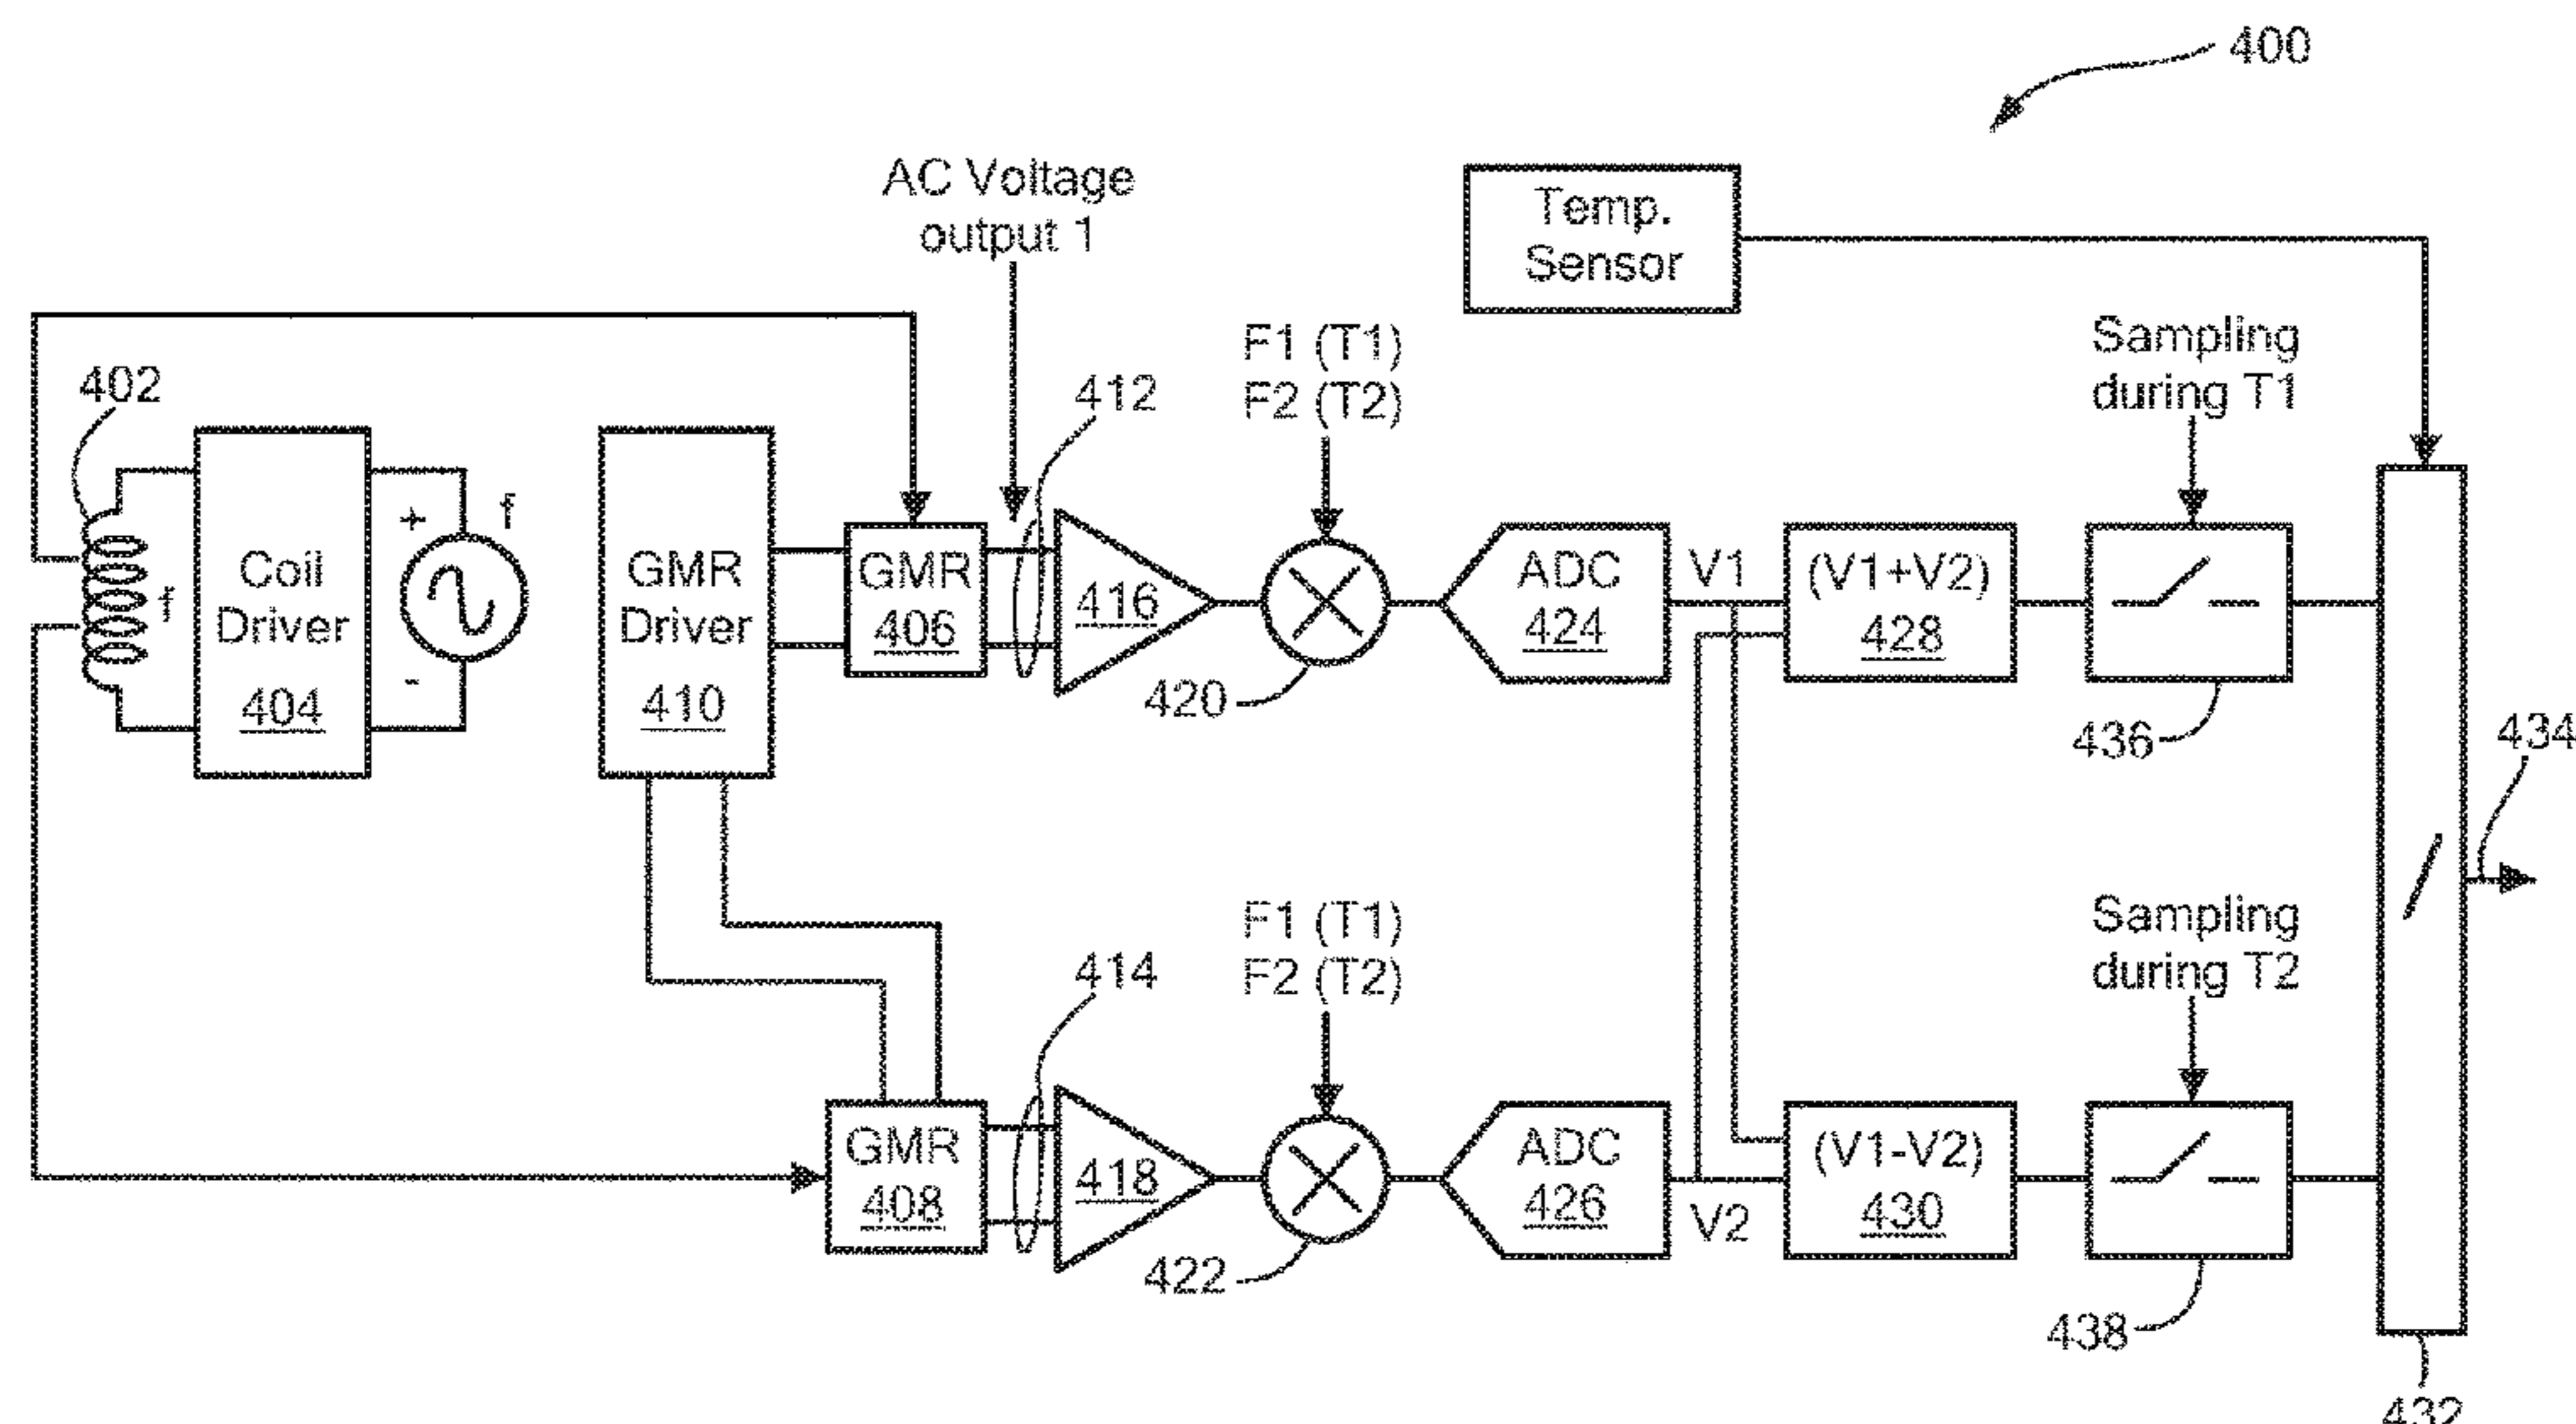 400
AC Voltage
output 1
Temp.
Sensor
F1 (T1)
F2 (T2)
Sampling
during T1
402
412
Coil
Driver
404
+
f
-
f
GMR
Driver
410
GMR
406
416
420
ADC
424
V1
(V1+V2)
428
436
434
F1 (T1)
F2 (T2)
Sampling
during T2
414
GMR
408
418
422
ADC
426
V2
(V1-V2)
430
438
432